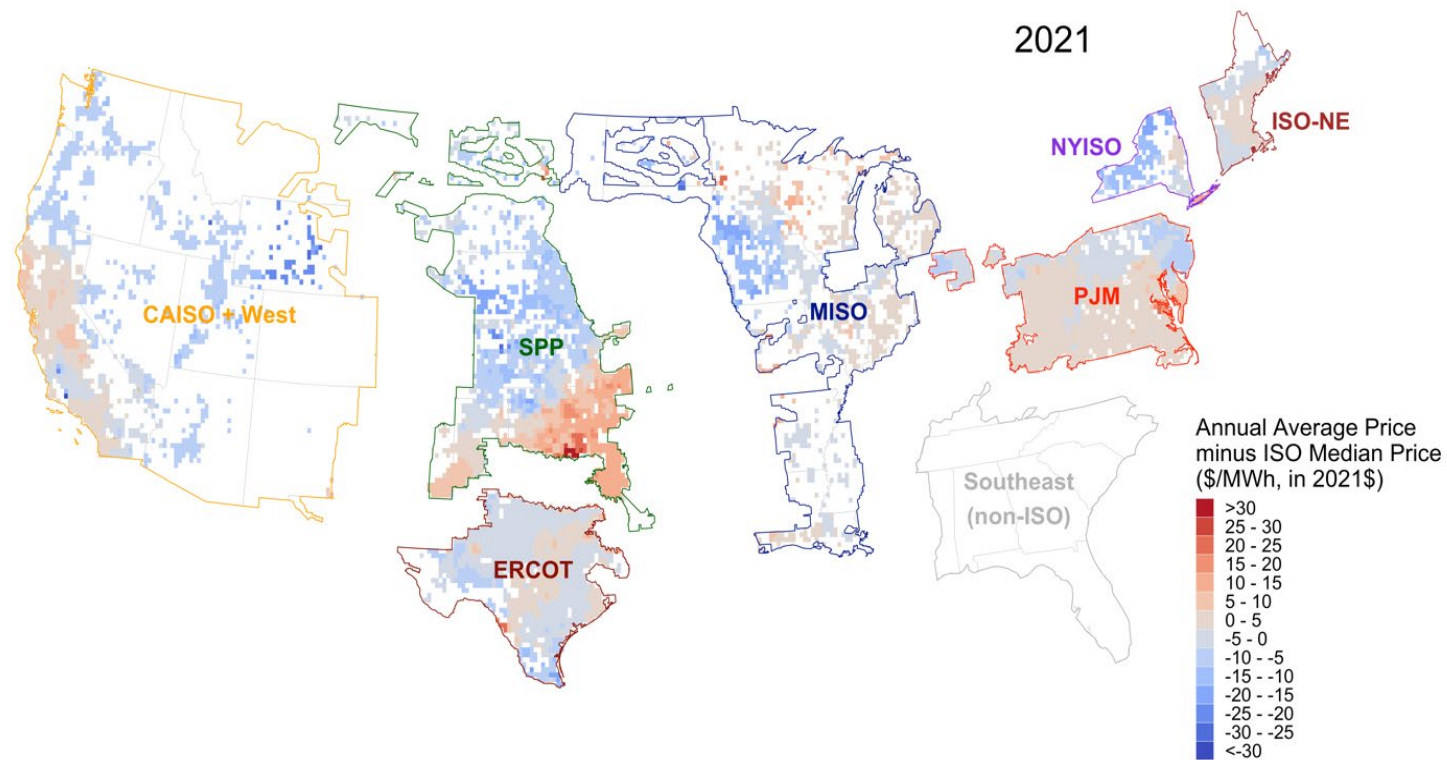 2021
ISO-NE
NYISO
CAISO + West
SPP
MISO
PJM
ERCOT
Southeast
(non-ISO)
Annual Average Price
minus ISO Median Price
($/MWh, in 2021$)
>30
25 - 30
20 - 25
15 - 20
10 - 15
5 - 10
0 - 5
-5 - 0
-10 - -5
-15 - -10
-20 - -15
-25 - -20
-30 - -25
<-30